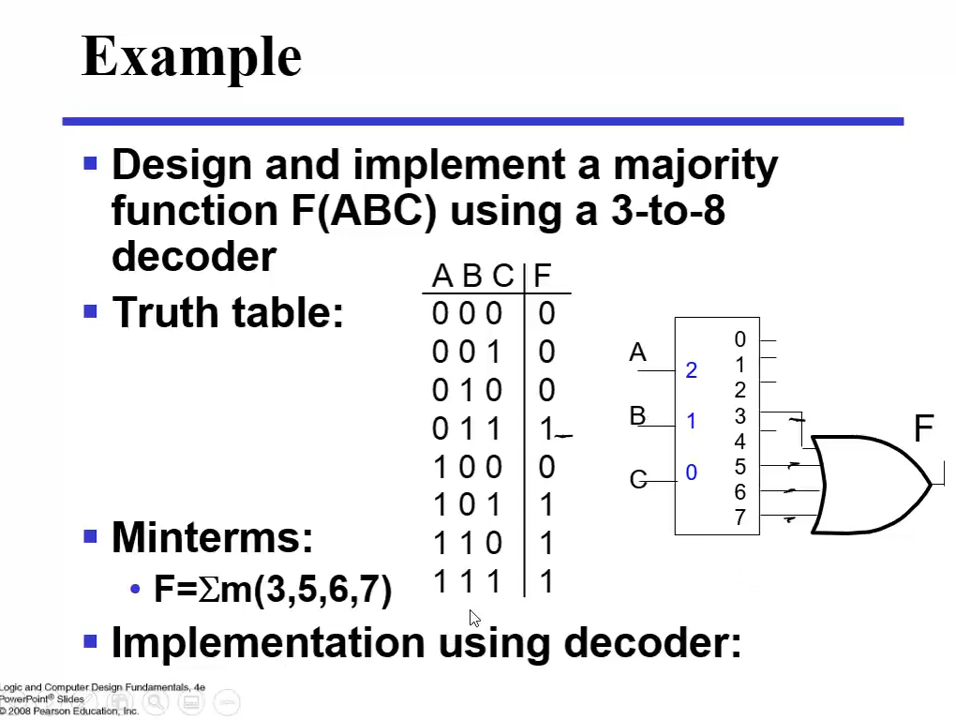 Example
Design and implement a majority
function F(ABC) using a 3-to-8
decoder
Truth table:
A B C F
0 0 0 0
0 0 1 0
0 1 0 0
0 1 1 1
1 0 0 0
1 0 1 1
1 1 0 1
1 1 1 1
A
B
C
2
1
0
0
1
2
3
4
5
6
7
F
Minterms:
F=Σm(3,5,6,7)
Implementation using decoder:
Logic and Computer Design Fundamentals, 4e
PowerPoint® Slides
© 2008 Pearson Education, Inc.